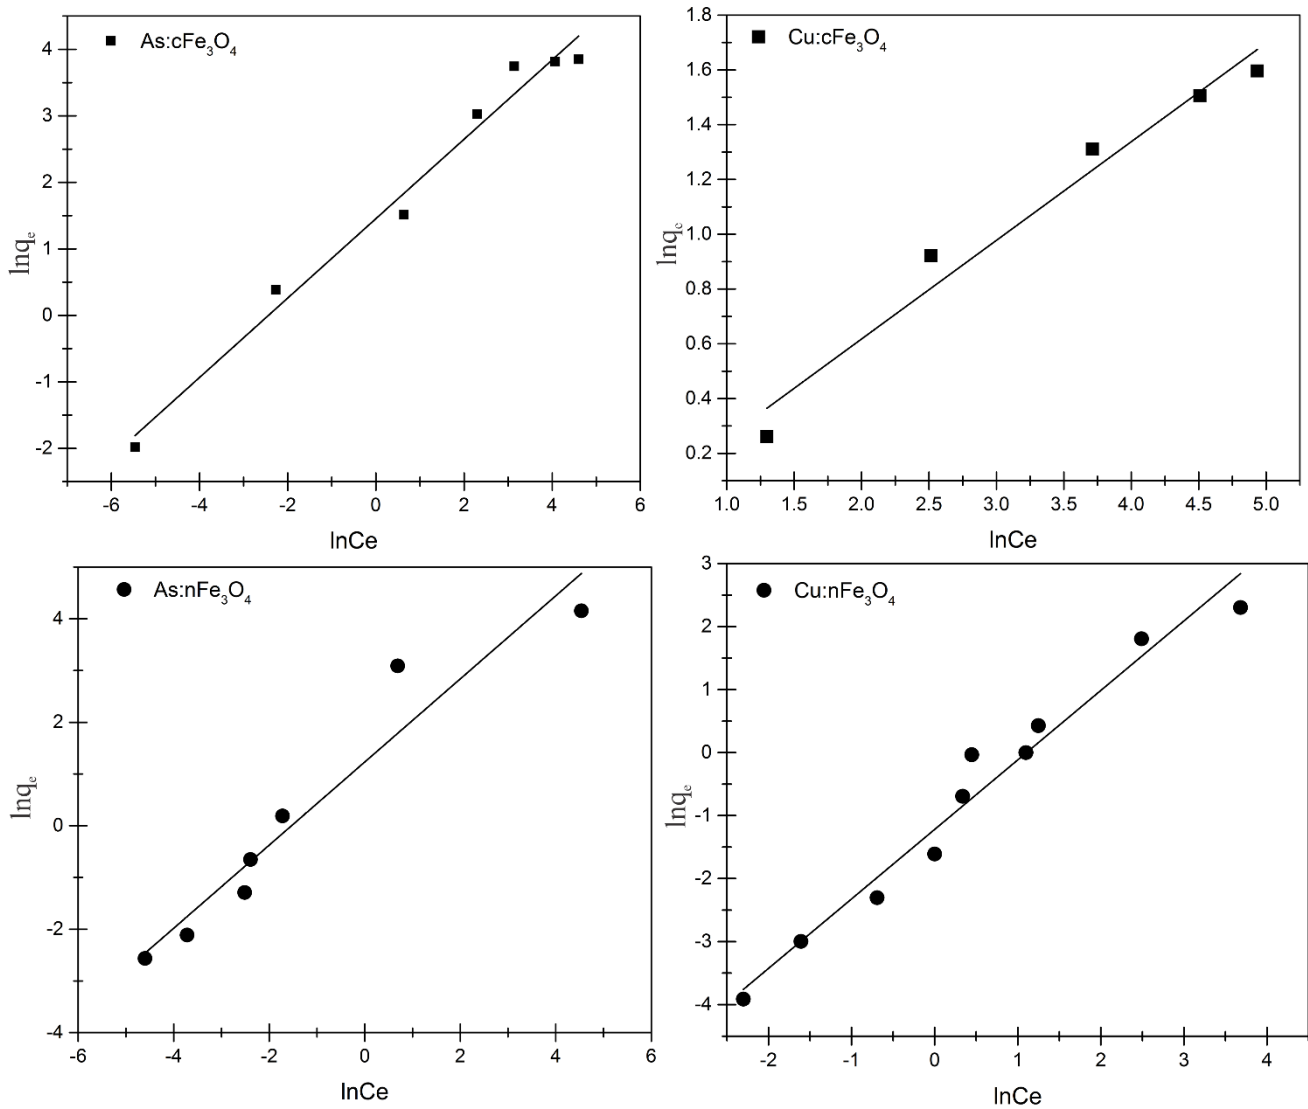 As:cFe₃O₄
4
3
2
1
0
-1
-2
lnqₑ
-6 -4 -2 0 2 4 6
lnCe
Cu:cFe₃O₄
1.8
1.6
1.4
1.2
1.0
0.8
0.6
0.4
0.2
lnqₑ
1.0 1.5 2.0 2.5 3.0 3.5 4.0 4.5 5.0
lnCe
As:nFe₃O₄
4
2
0
-2
-4
lnqₑ
-6 -4 -2 0 2 4 6
lnCe
Cu:nFe₃O₄
3
2
1
0
-1
-2
-3
-4
lnqₑ
-2 -1 0 1 2 3 4
lnCe